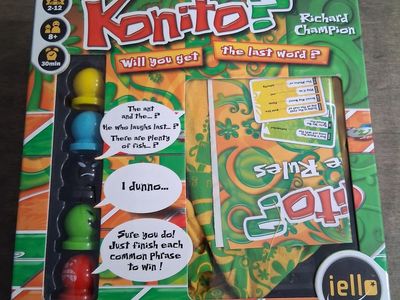 2-12
Konito?
8+
Richard
Champion
30min
Will you get the last word?
The ant
and the...?
He who laughs last...?
There are plenty
of fish...?
I dunno...
Sure you do!
Just finish each
common phrase
to win!
e Rules
ito?
iello